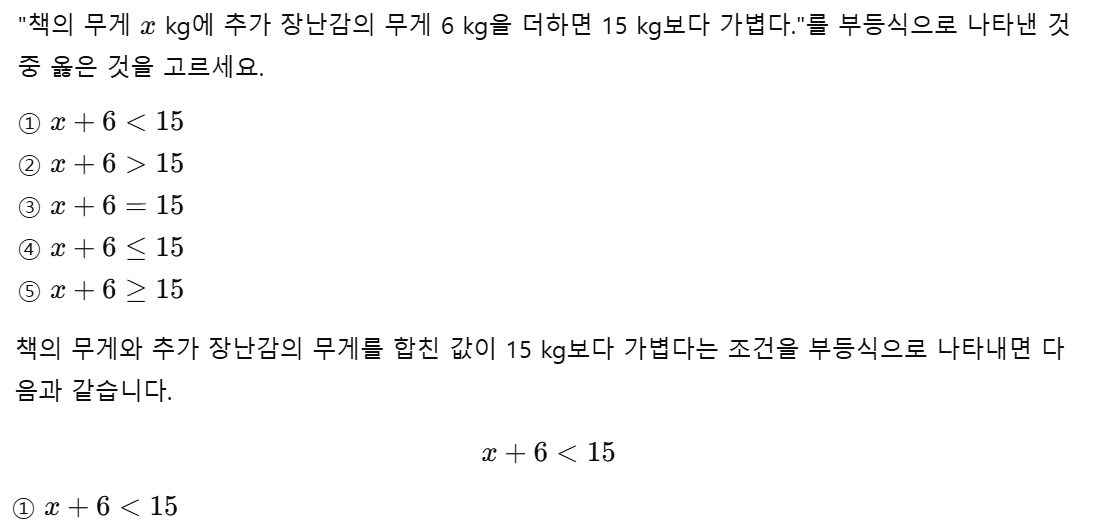 "책의 무게 x kg에 추가 장난감의 무게 6 kg을 더하면 15 kg보다 가볍다."를 부등식으로 나타낸 것
중 옳은 것을 고르세요.
① x + 6 < 15
② x + 6 > 15
③ x + 6 = 15
④ x + 6 ≤ 15
⑤ x + 6 ≥ 15
책의 무게와 추가 장난감의 무게를 합친 값이 15 kg보다 가볍다는 조건을 부등식으로 나타내면 다
음과 같습니다.
x + 6 < 15
① x + 6 < 15